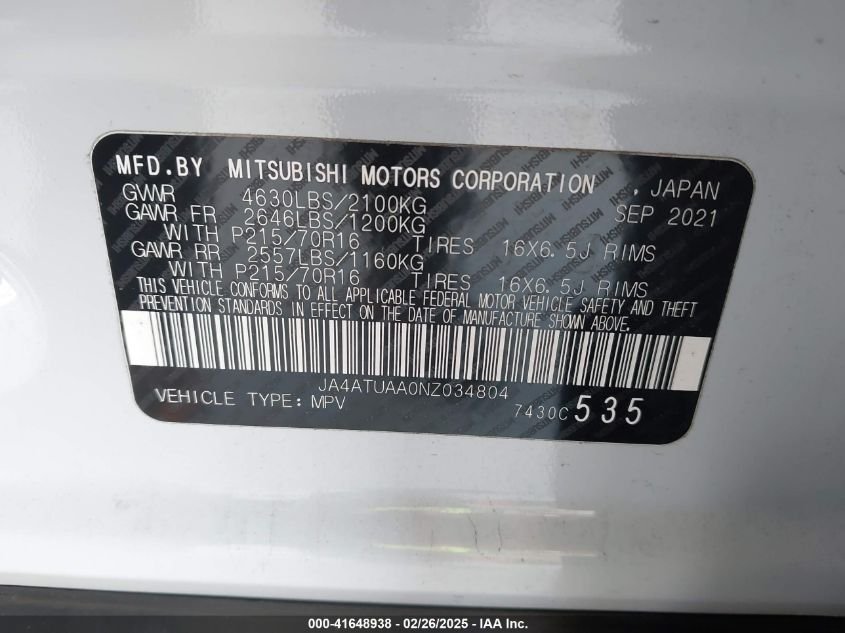 MFD.BY MITSUBISHI MOTORS CORPORATION, JAPAN
GVWR 4630LBS/2100KG SEP 2021
GAWR FR 2646LBS/1200KG
WITH P215/70R16 TIRES 16X6.5J RIMS
GAWR RR 2557LBS/1160KG
WITH P215/70R16 TIRES 16X6.5J RIMS
THIS VEHICLE CONFORMS TO ALL APPLICABLE FEDERAL MOTOR VEHICLE SAFETY AND THEFT
PREVENTION STANDARDS IN EFFECT ON THE DATE OF MANUFACTURE SHOWN ABOVE.
JA4ATUAA0NZ034804
VEHICLE TYPE: MPV 7430C 535
000-41648938 - 02/26/2025 - IAA Inc.